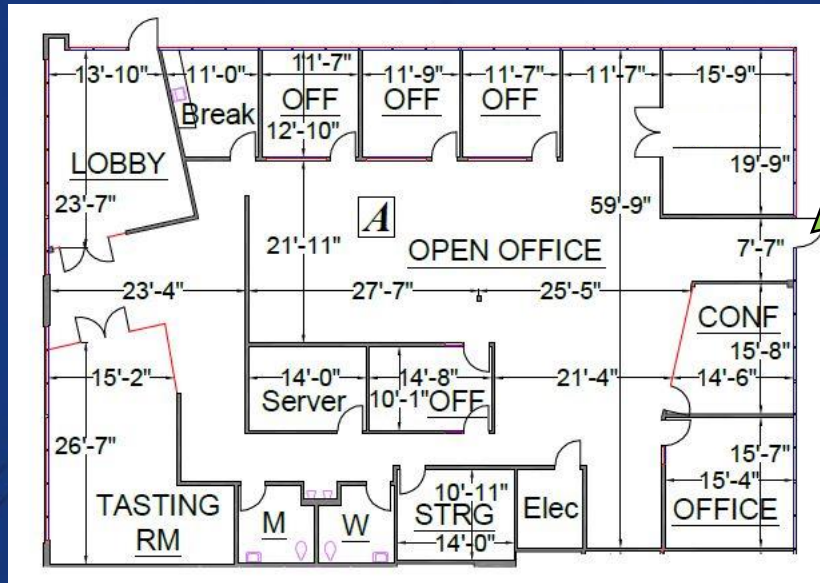 13'-10"
11'-0"
11'-7"
11'-9"
11'-7"
11'-7"
15'-9"
Break
OFF
OFF
OFF
12'-10"
LOBBY
19'-9"
23'-7"
59'-9"
A
21'-11"
OPEN OFFICE
7'-7"
23'-4"
27'-7"
25'-5"
CONF
15'-8"
15'-2"
14'-0"
14'-8"
21'-4"
14'-6"
Server
10'-1"
OFF
26'-7"
15'-7"
15'-4"
TASTING
RM
M
W
10'-11"
STRG
14'-0"
Elec
OFFICE